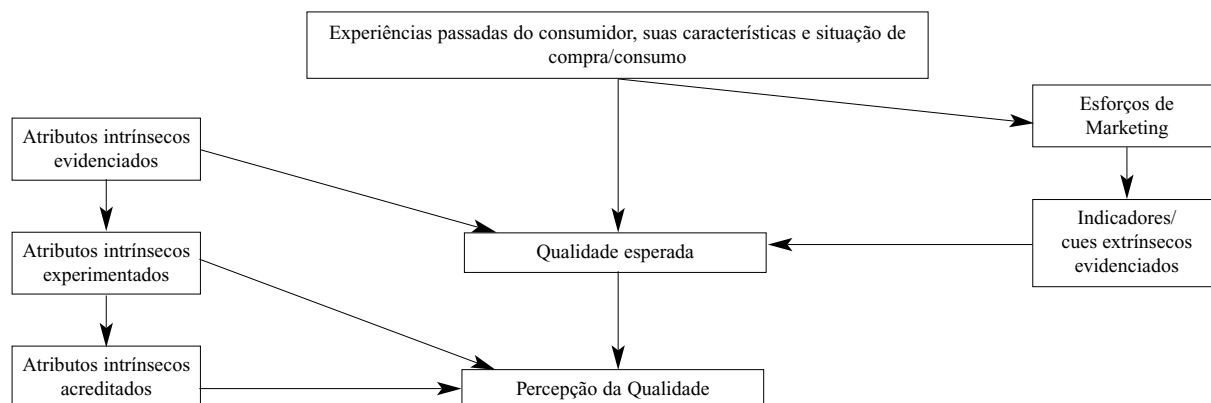 Experiências passadas do consumidor, suas características e situação de
compra/consumo
Esforços de
Marketing
Atributos intrínsecos
evidenciados
Indicadores/
cues extrínsecos
evidenciados
Atributos intrínsecos
experimentados
Qualidade esperada
Atributos intrínsecos
acreditados
Percepção da Qualidade